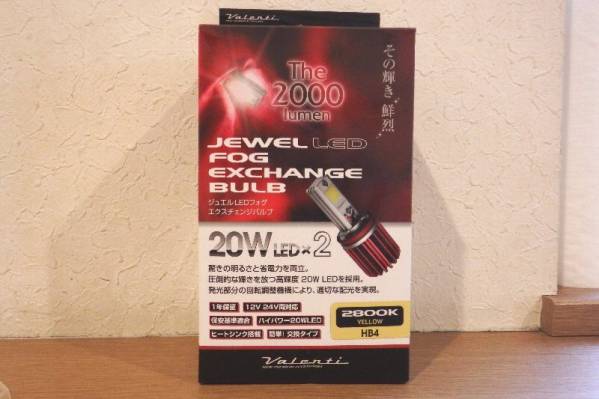 Valenti
The
2000
lumen
その輝き、鮮烈。
JEWEL LED
FOG
EXCHANGE
BULB
ジュエルLEDフォグ
エクスチェンジバルブ
20W LED×2
驚きの明るさと省電力を両立。
圧倒的な輝きを放つ高輝度 20W LEDを採用。
発光部分の回転調整機構により、適切な配光を実現。
1年保証 12V 24V両対応
保安基準適合 ハイパワー20WLED
ヒートシンク搭載 簡単!交換タイプ
2800K
YELLOW
HB4
Valenti